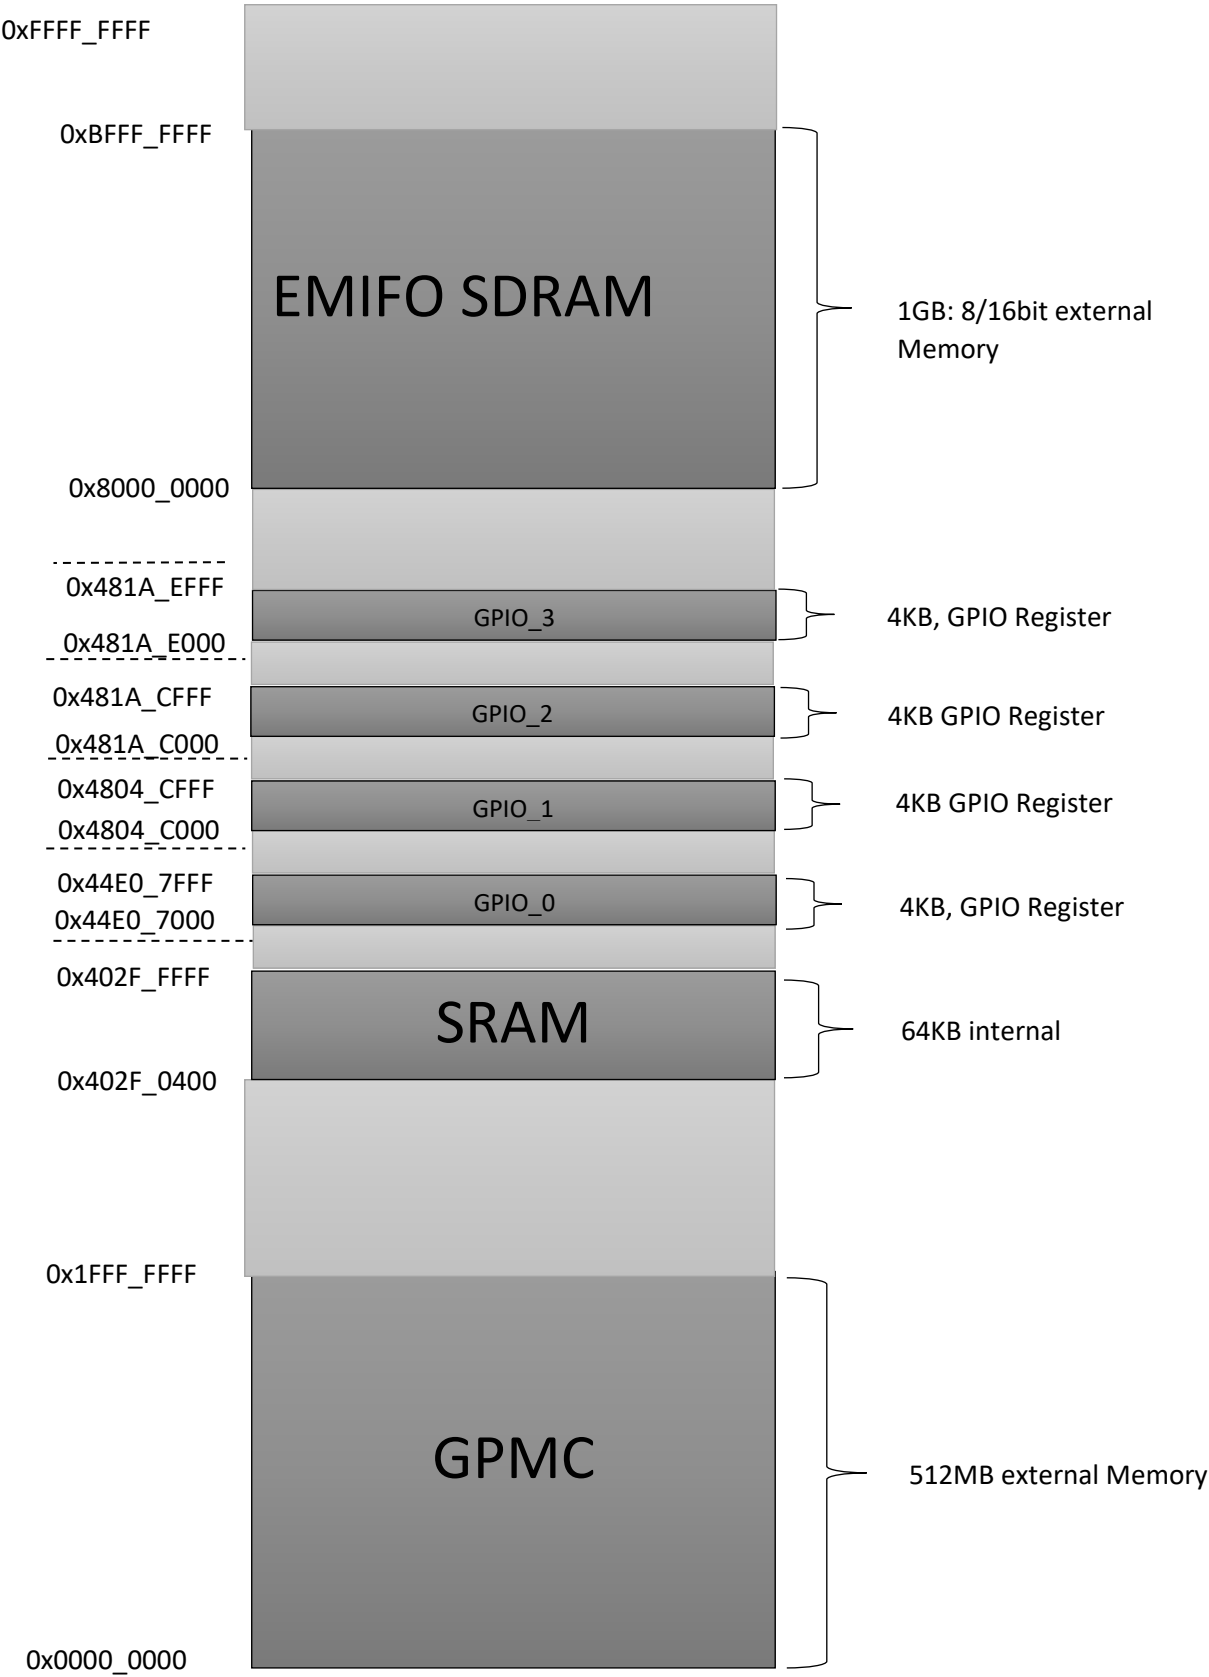 0xFFFF_FFFF
0xBFFF_FFFF
EMIFO SDRAM
1GB: 8/16bit external
Memory
0x8000_0000
0x481A_EFFF
GPIO_3
4KB, GPIO Register
0x481A_E000
0x481A_CFFF
GPIO_2
4KB GPIO Register
0x481A_C000
0x4804_CFFF
GPIO_1
4KB GPIO Register
0x4804_C000
0x44E0_7FFF
GPIO_0
4KB, GPIO Register
0x44E0_7000
0x402F_FFFF
SRAM
64KB internal
0x402F_0400
0x1FFF_FFFF
GPMC
512MB external Memory
0x0000_0000